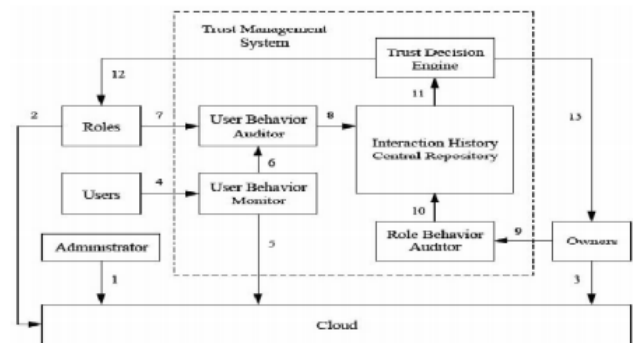 Trust Management
System
12
Trust Decision
Engine
2
11
13
Roles
7
User Behavior
Auditor
8
Interaction History
Central Repository
6
Users
4
User Behavior
Monitor
10
Administrator
5
Role Behavior
Auditor
9
Owners
1
3
Cloud